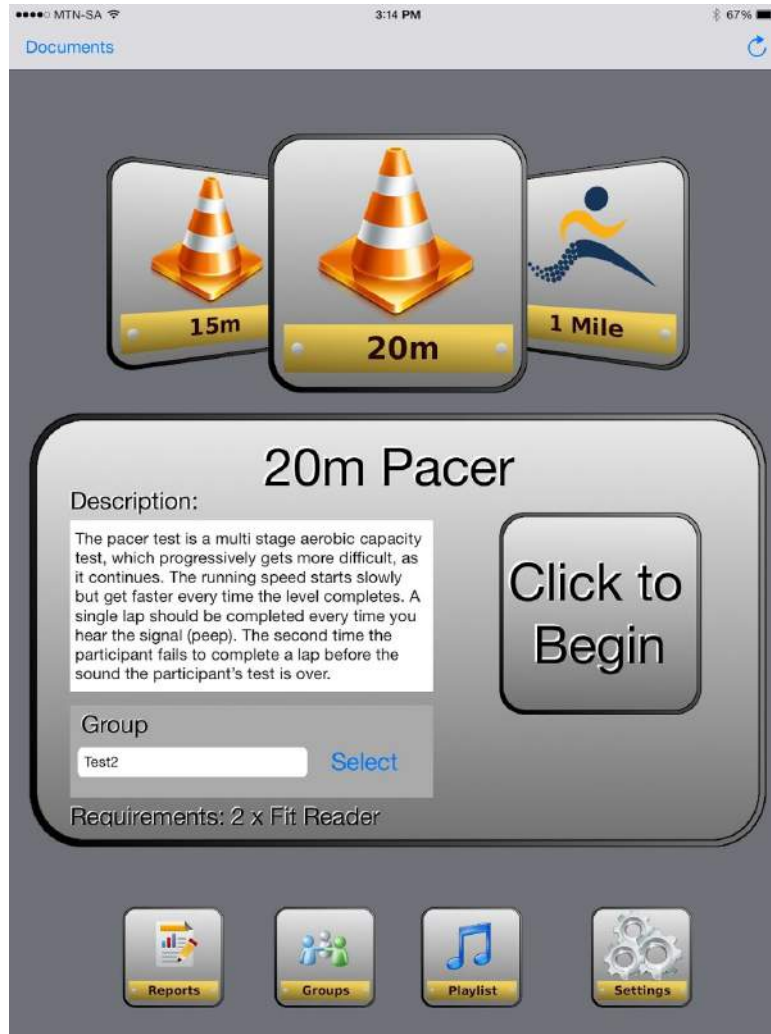 MTN-SA 3:14 PM 67%
Documents
15m
20m
1 Mile
20m Pacer
Description:
The pacer test is a multi stage aerobic capacity
test, which progressively gets more difficult, as
it continues. The running speed starts slowly
but get faster every time the level completes. A
single lap should be completed every time you
hear the signal (peep). The second time the
participant fails to complete a lap before the
sound the participant's test is over.
Click to
Begin
Group
Test2
Select
Requirements: 2 x Fit Reader
Reports
Groups
Playlist
Settings